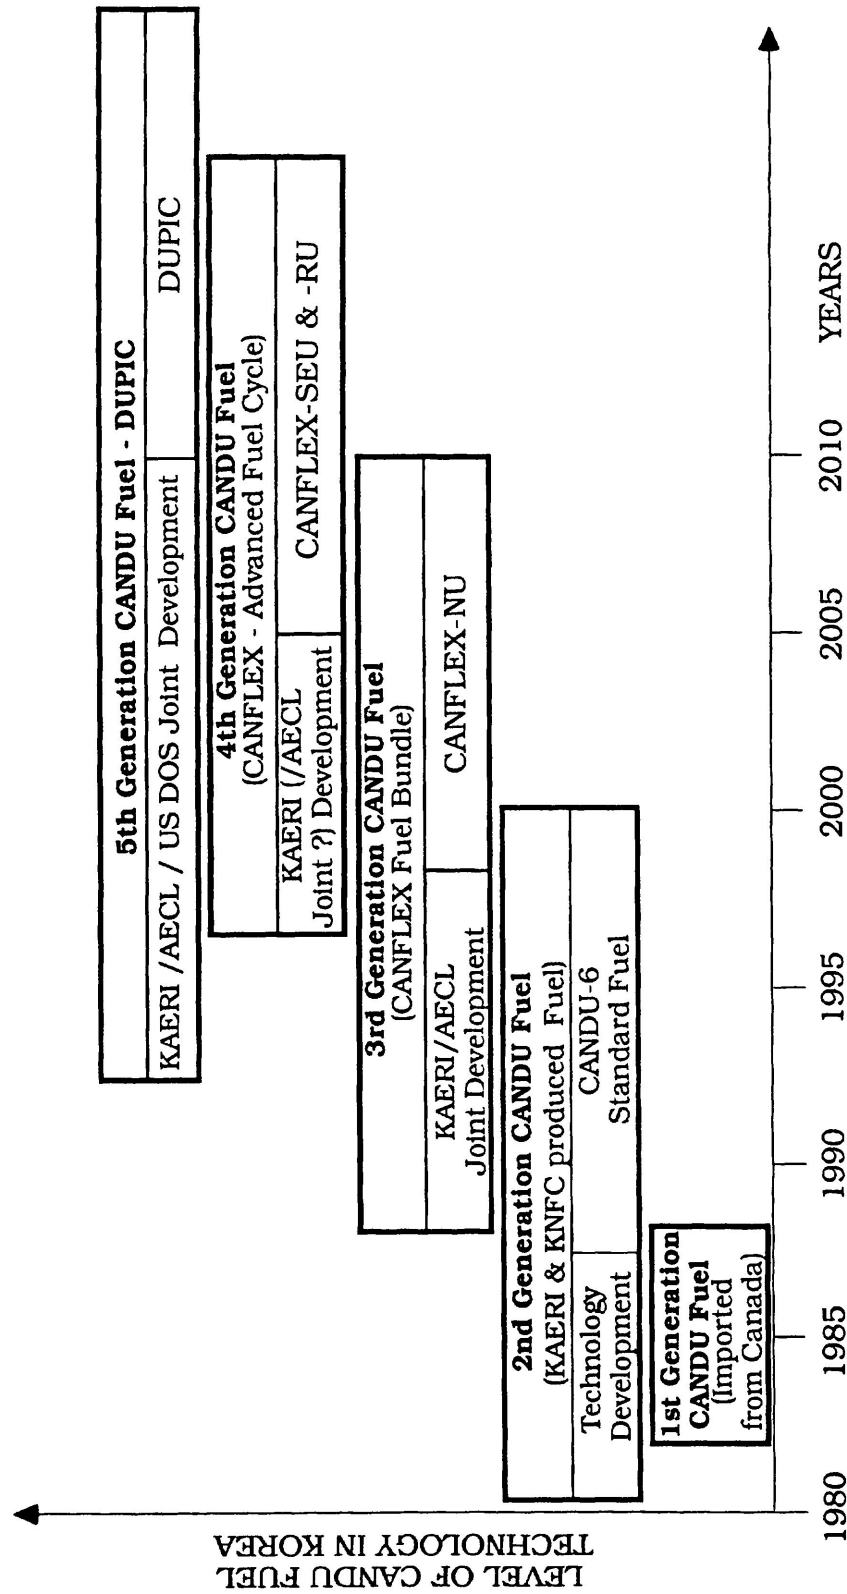 LEVEL OF CANDU FUEL
TECHNOLOGY IN KOREA
5th Generation CANDU Fuel - DUPIC
KAERI /AECL / US DOS Joint Development
DUPIC
4th Generation CANDU Fuel
(CANFLEX - Advanced Fuel Cycle)
KAERI (/AECL
Joint ?) Development
CANFLEX-SEU & -RU
3rd Generation CANDU Fuel
(CANFLEX Fuel Bundle)
KAERI/AECL
Joint Development
CANFLEX-NU
2nd Generation CANDU Fuel
(KAERI & KNFC produced Fuel)
Technology
Development
CANDU-6
Standard Fuel
1st Generation
CANDU Fuel
(Imported
from Canada)
1980
1985
1990
1995
2000
2005
2010
YEARS